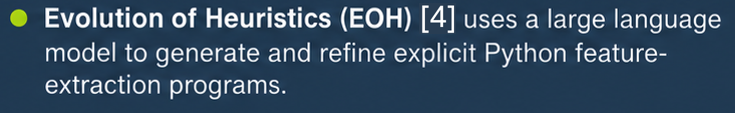 Evolution of Heuristics (EOH) [4] uses a large language
model to generate and refine explicit Python feature-
extraction programs.